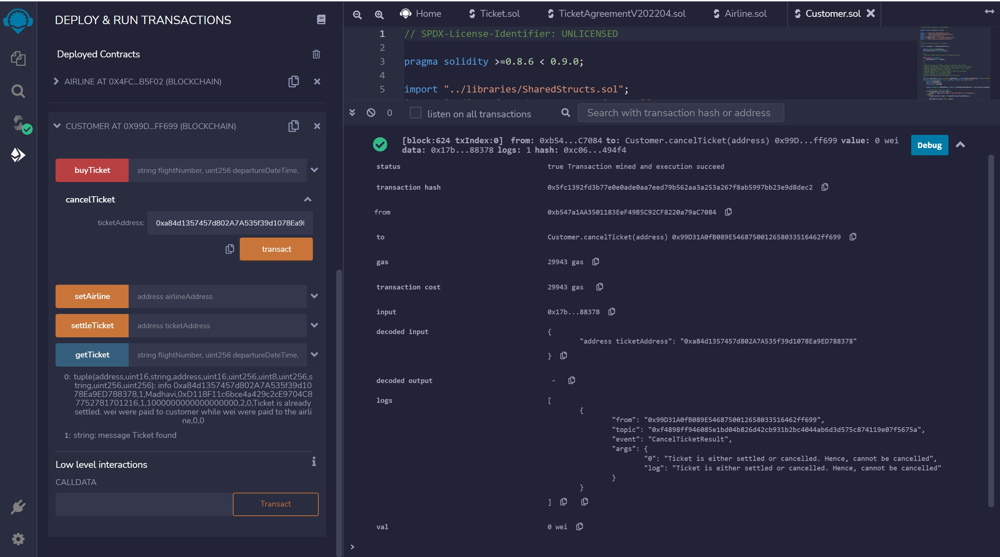 DEPLOY & RUN TRANSACTIONS
Deployed Contracts
AIRLINE AT 0X4FC...B5F02 (BLOCKCHAIN)
CUSTOMER AT 0X99D...FF699 (BLOCKCHAIN)
buyTicket string flightNumber, uint256 departureDateTime,
cancelTicket
ticketAddress: 0xa84d1357457d802A7A535f39d1078Ea9
transact
setAirline address airlineAddress
settleTicket address ticketAddress
getTicket string flightNumber, uint256 departureDateTime,
0: tuple(address,uint16,string,address,uint16,uint256,uint8,uint256,s
tring,uint256,uint256): info 0xa84d1357457d802A7A535f39d10
78Ea9ED788378,1,Madhavi,0xD118F11c6bce4a429c2cE9704C8
7752781701216,1,1000000000000000000,2,0,Ticket is already
settled. wei were paid to customer while wei were paid to the airli
ne,0,0
1: string: message Ticket found
Low level interactions
CALLDATA
Transact
Home Ticket.sol TicketAgreementV202204.sol Airline.sol Customer.sol
1 // SPDX-License-Identifier: UNLICENSED
2
3 pragma solidity >=0.8.6 < 0.9.0;
4
5 import "../libraries/SharedStructs.sol";
0 listen on all transactions Search with transaction hash or address
[block:624 txIndex:0] from: 0xb54...C7084 to: Customer.cancelTicket(address) 0x99D...ff699 value: 0 wei
data: 0x17b...88378 logs: 1 hash: 0xc06...494f4
Debug
status true Transaction mined and execution succeed
transaction hash 0x5fc1392fd3b77e0e0ade0aa7eed79b562aa3a253a267f8ab5997bb23e9d8dec2
from 0xb547a1AA3501183EeF49B5C92CF8220a79aC7084
to Customer.cancelTicket(address) 0x99D31A0fB089E5468750012658033516462ff699
gas 29943 gas
transaction cost 29943 gas
input 0x17b...88378
decoded input {
"address ticketAddress": "0xa84d1357457d802A7A535f39d1078Ea9ED788378"
}
decoded output -
logs [
{
"from": "0x99D31A0fB089E5468750012658033516462ff699",
"topic": "0xf4898ff946085e1bd04b826d42cb931b2bc4044ab6d3d575c874119e07f5675a",
"event": "CancelTicketResult",
"args": {
"0": "Ticket is either settled or cancelled. Hence, cannot be cancelled",
"log": "Ticket is either settled or cancelled. Hence, cannot be cancelled"
}
}
]
val 0 wei
>